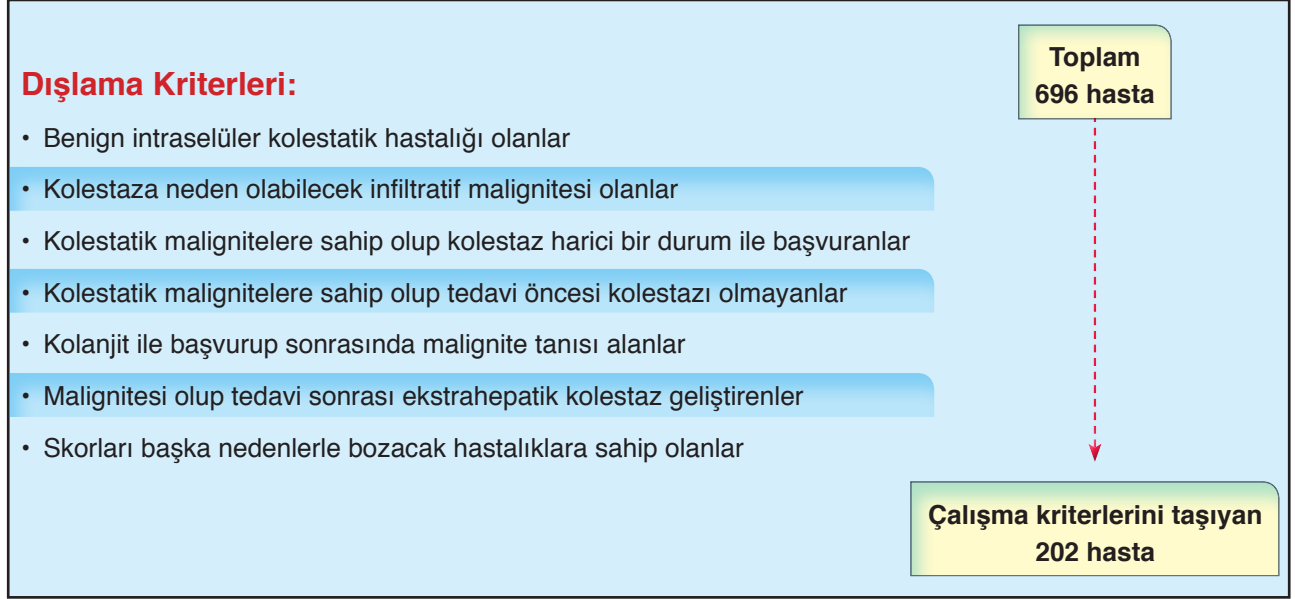 Dışlama Kriterleri:
• Benign intraselüler kolestatik hastalığı olanlar
• Kolestaza neden olabilecek infiltratif malignitesi olanlar
• Kolestatik malignitelere sahip olup kolestaz harici bir durum ile başvuranlar
• Kolestatik malignitelere sahip olup tedavi öncesi kolestazı olmayanlar
• Kolanjit ile başvurup sonrasında malignite tanısı alanlar
• Malignitesi olup tedavi sonrası ekstrahepatik kolestaz geliştirenler
• Skorları başka nedenlerle bozacak hastalıklara sahip olanlar
Toplam
696 hasta
Çalışma kriterlerini taşıyan
202 hasta